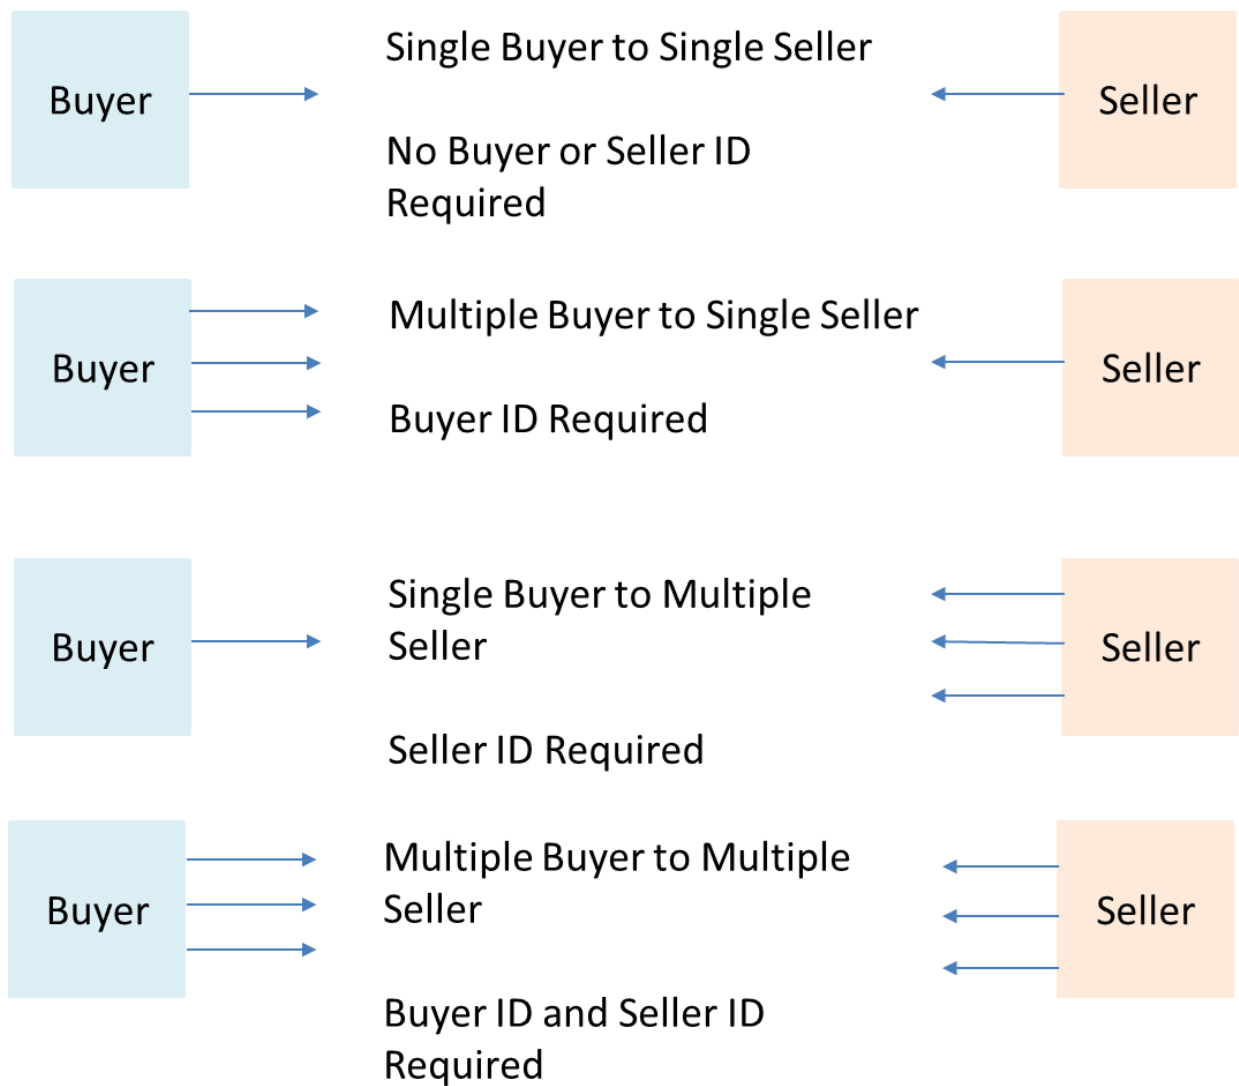 Buyer
Single Buyer to Single Seller
No Buyer or Seller ID
Required
Seller
Buyer
Multiple Buyer to Single Seller
Buyer ID Required
Seller
Buyer
Single Buyer to Multiple
Seller
Seller ID Required
Seller
Buyer
Multiple Buyer to Multiple
Seller
Buyer ID and Seller ID
Required
Seller